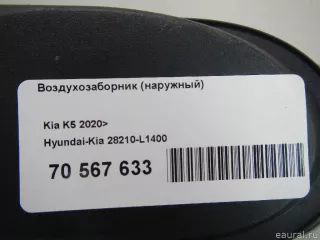 Воздухозаборник (наружный)
Kia K5 2020>
Hyundai-Kia 28210-L1400
70 567 633
eaural.ru